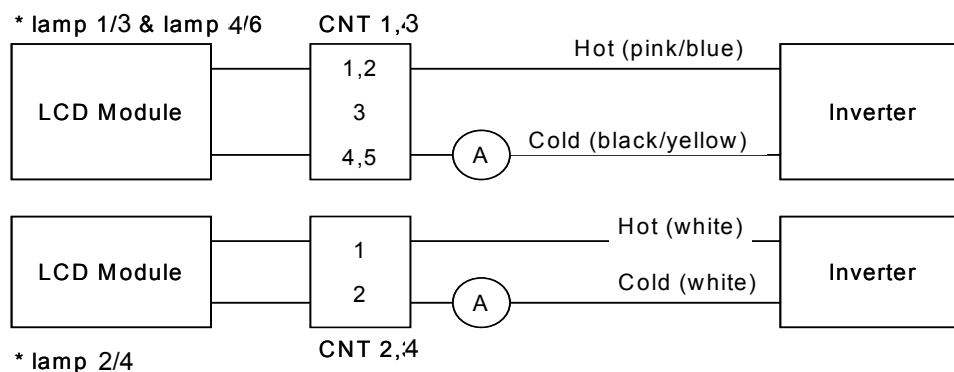 * lamp 1/3 & lamp 4/6
CNT 1,3
Hot (pink/blue)
1,2
LCD Module
3
Inverter
Cold (black/yellow)
A
4,5
Hot (white)
1
LCD Module
Inverter
Cold (white)
2
A
CNT 2,4
* lamp 2/4